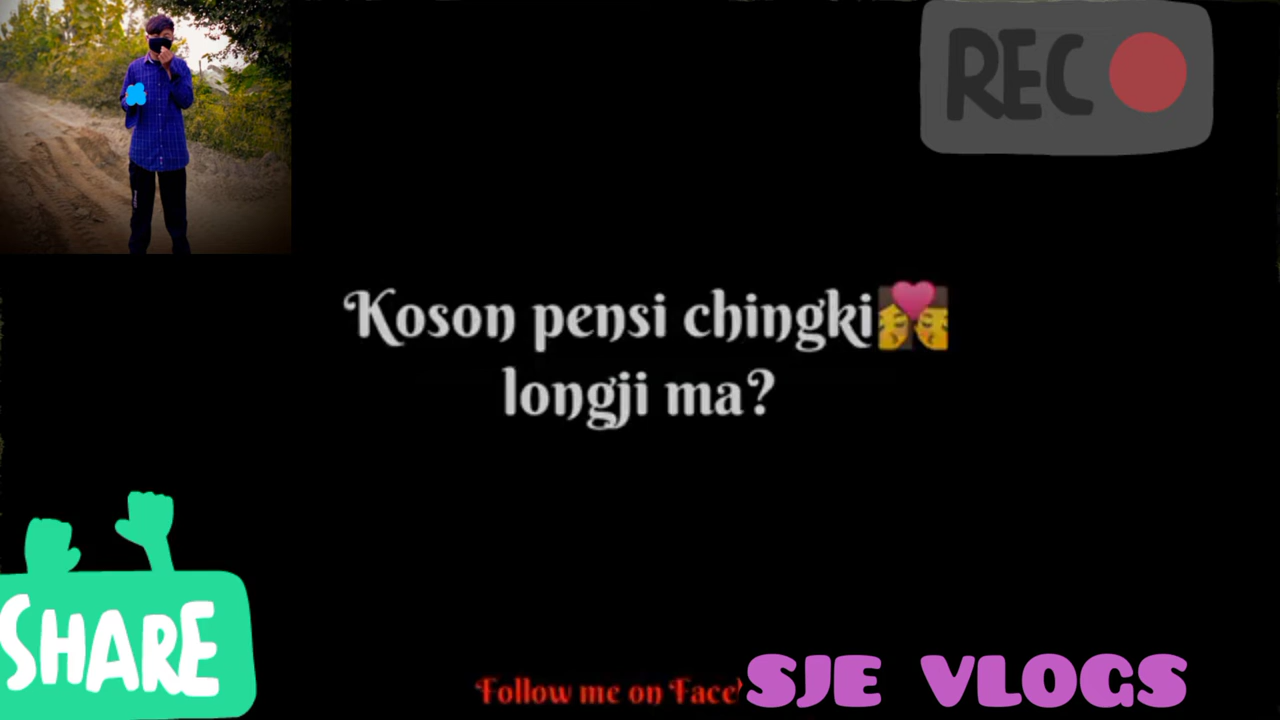 REC
Koson pensi chingki
longji ma?
SHARE
Follow me on Face
SJE VLOGS